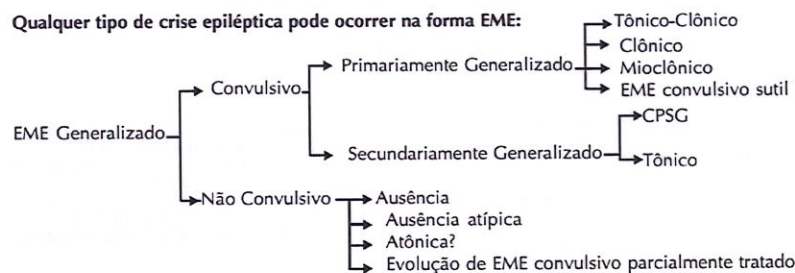 Qualquer tipo de crise epiléptica pode ocorrer na forma EME:
Tônico-Clônico
Clônico
Primariamente Generalizado
Mioclônico
Convulsivo
EME convulsivo sutil
CPSG
EME Generalizado
Secundariamente Generalizado
Tônico
Não Convulsivo
Ausência
Ausência atípica
Atônica?
Evolução de EME convulsivo parcialmente tratado